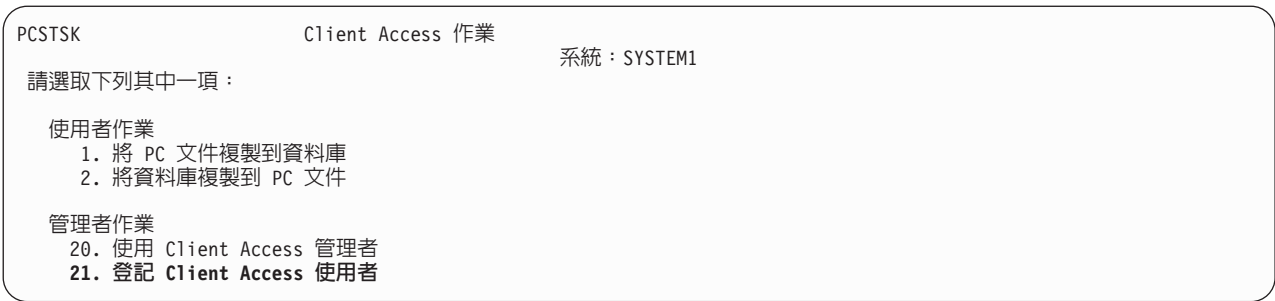 PCSTSK Client Access 作業
系統：SYSTEM1
請選取下列其中一項：
使用者作業
1. 將 PC 文件複製到資料庫
2. 將資料庫複製到 PC 文件
管理者作業
20. 使用 Client Access 管理者
21. 登記 Client Access 使用者